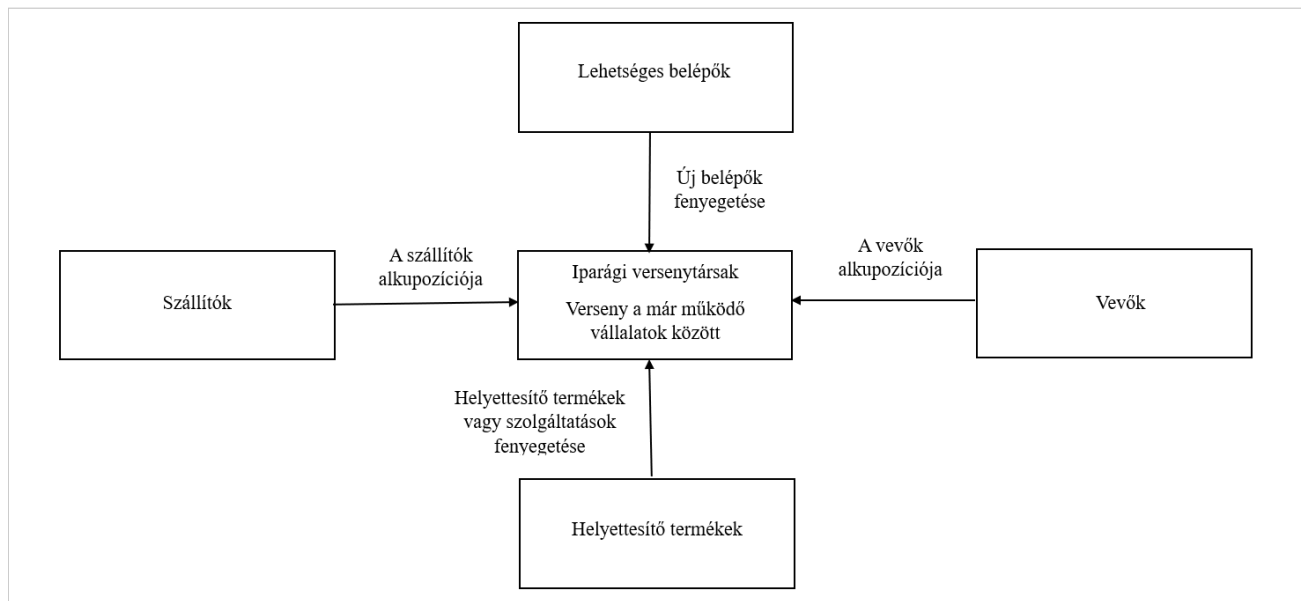 Lehetséges belépők
Új belépők
fenyegetése
A szállítók
alkupozíciója
A vevők
alkupozíciója
Szállítók
Iparági versenytársak
Verseny a már működő
vállalatok között
Vevők
Helyettesítő termékek
vagy szolgáltatások
fenyegetése
Helyettesítő termékek